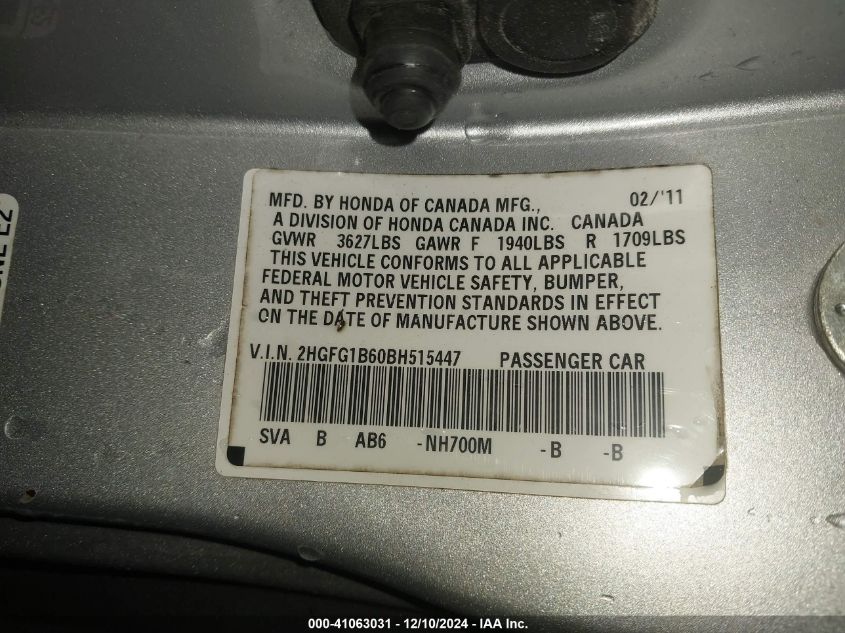 MFD. BY HONDA OF CANADA MFG., 02/'11
A DIVISION OF HONDA CANADA INC. CANADA
GVWR 3627LBS GAWR F 1940LBS R 1709LBS
THIS VEHICLE CONFORMS TO ALL APPLICABLE
FEDERAL MOTOR VEHICLE SAFETY, BUMPER,
AND THEFT PREVENTION STANDARDS IN EFFECT
ON THE DATE OF MANUFACTURE SHOWN ABOVE.
V.I.N. 2HGFG1B60BH515447 PASSENGER CAR
SVA B AB6 -NH700M -B -B
000-41063031 - 12/10/2024 - IAA Inc.